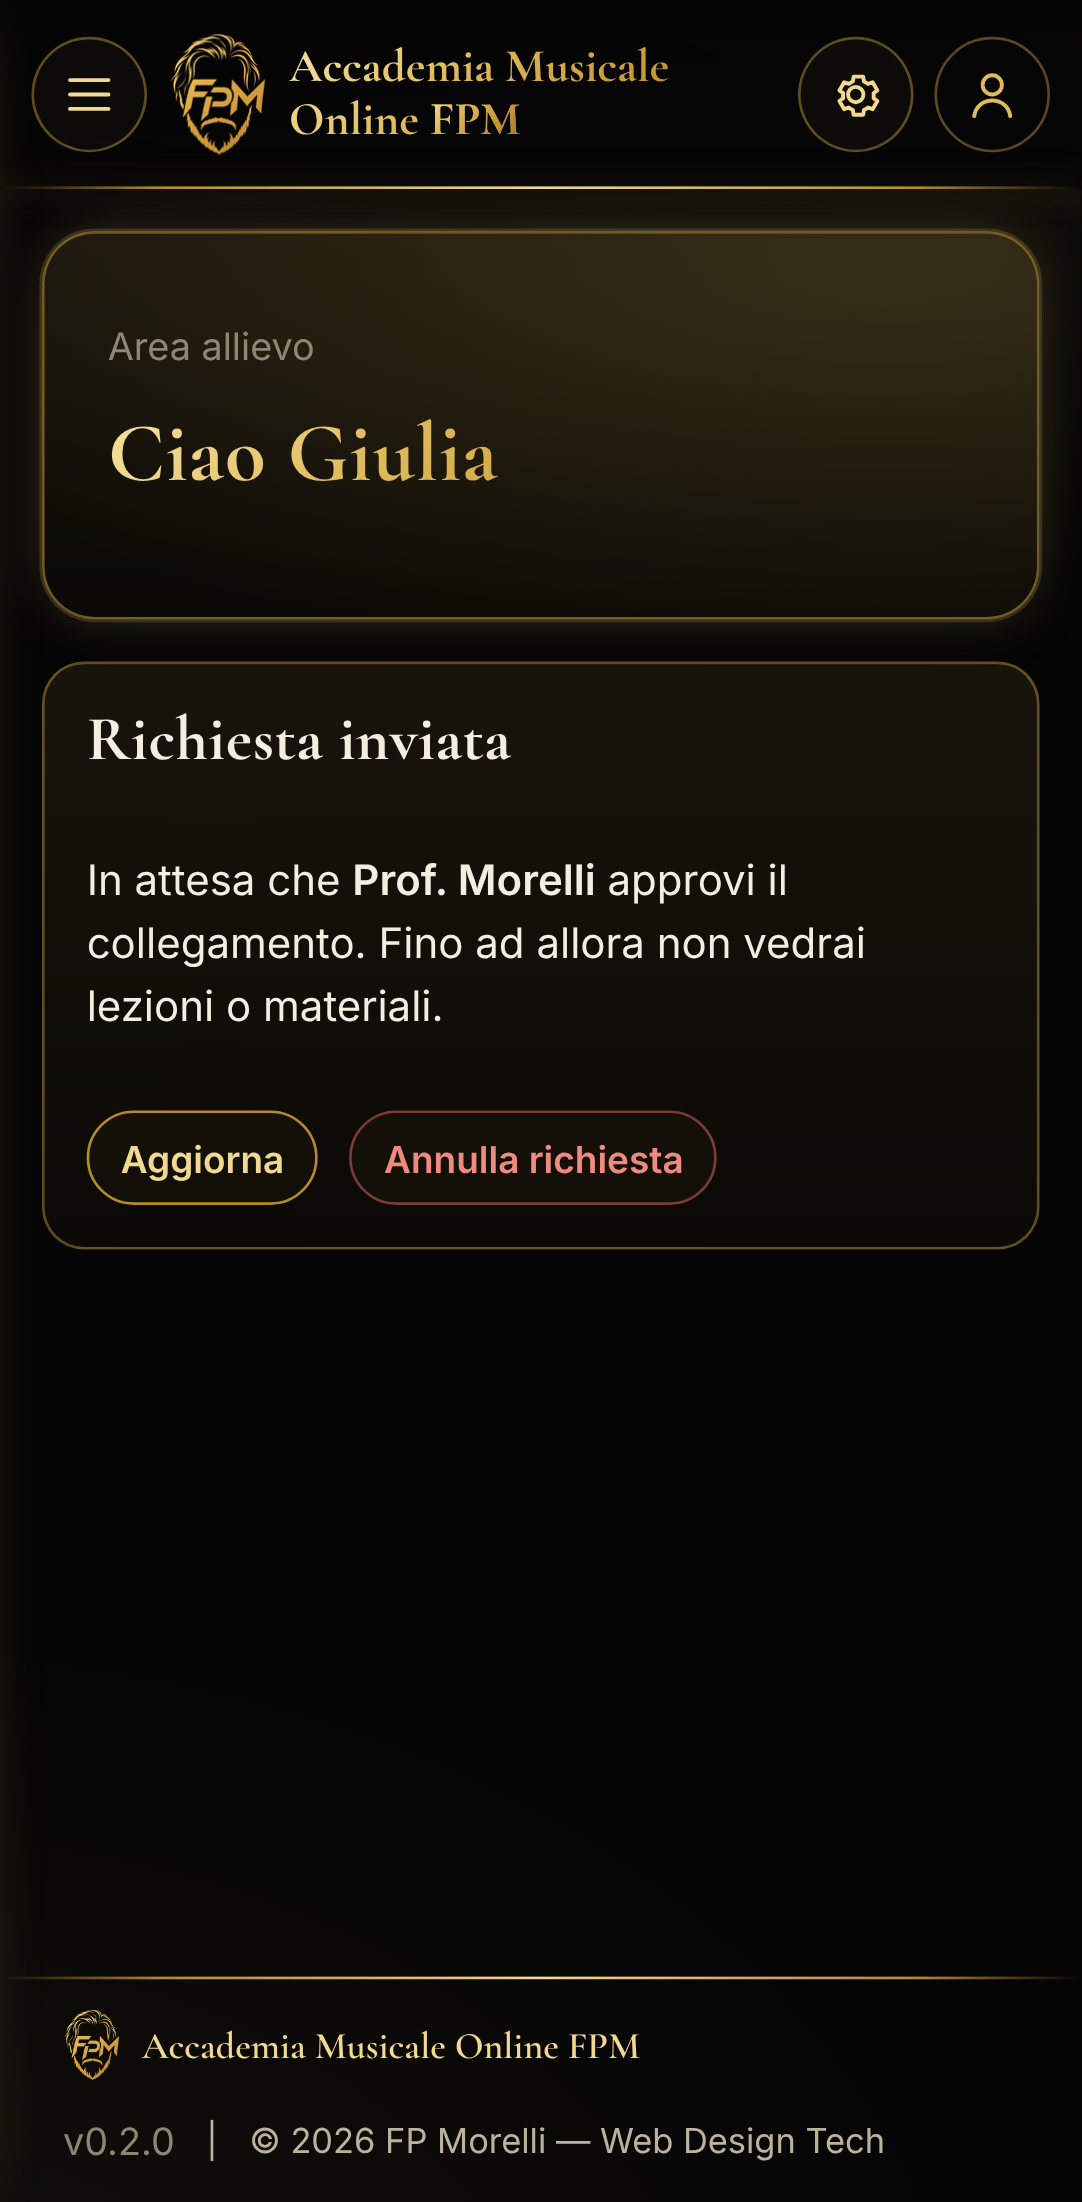 FPM
Accademia Musicale
Online FPM
Area allievo
Ciao Giulia
Richiesta inviata
In attesa che Prof. Morelli approvi il
collegamento. Fino ad allora non vedrai
lezioni o materiali.
Aggiorna
Annulla richiesta
FPM
Accademia Musicale Online FPM
v0.2.0 | © 2026 FP Morelli — Web Design Tech